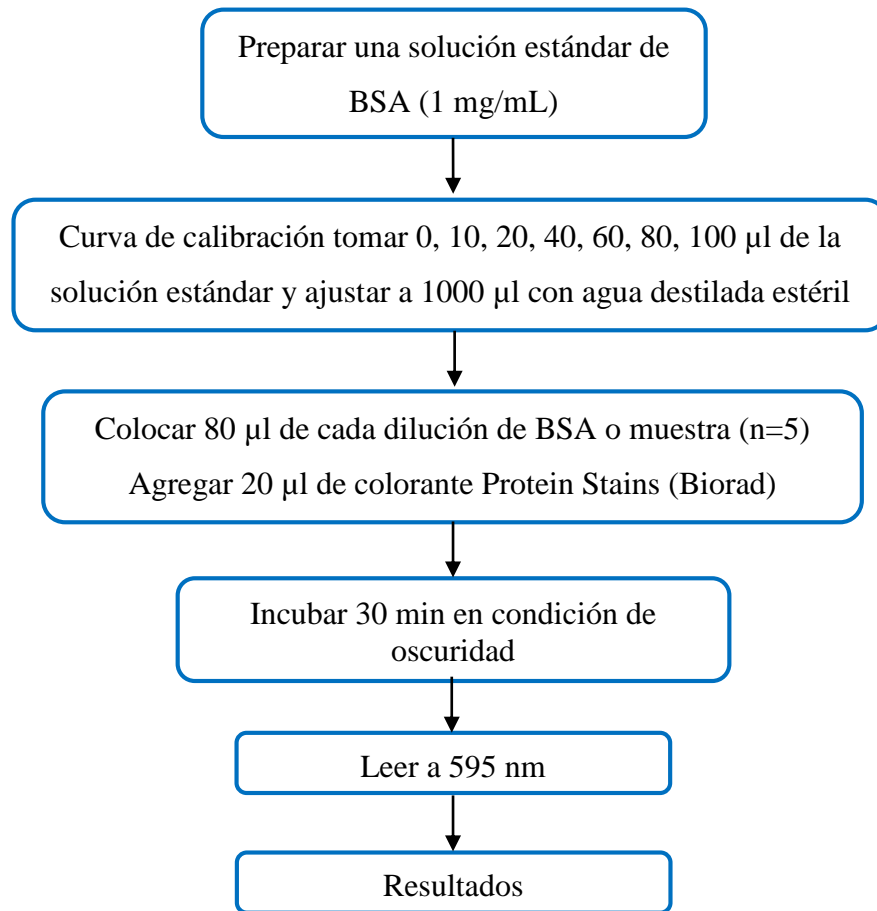 Preparar una solución estándar de
BSA (1 mg/mL)
Curva de calibración tomar 0, 10, 20, 40, 60, 80, 100 µl de la
solución estándar y ajustar a 1000 µl con agua destilada estéril
Colocar 80 µl de cada dilución de BSA o muestra (n=5)
Agregar 20 µl de colorante Protein Stains (Biorad)
Incubar 30 min en condición de
oscuridad
Leer a 595 nm
Resultados